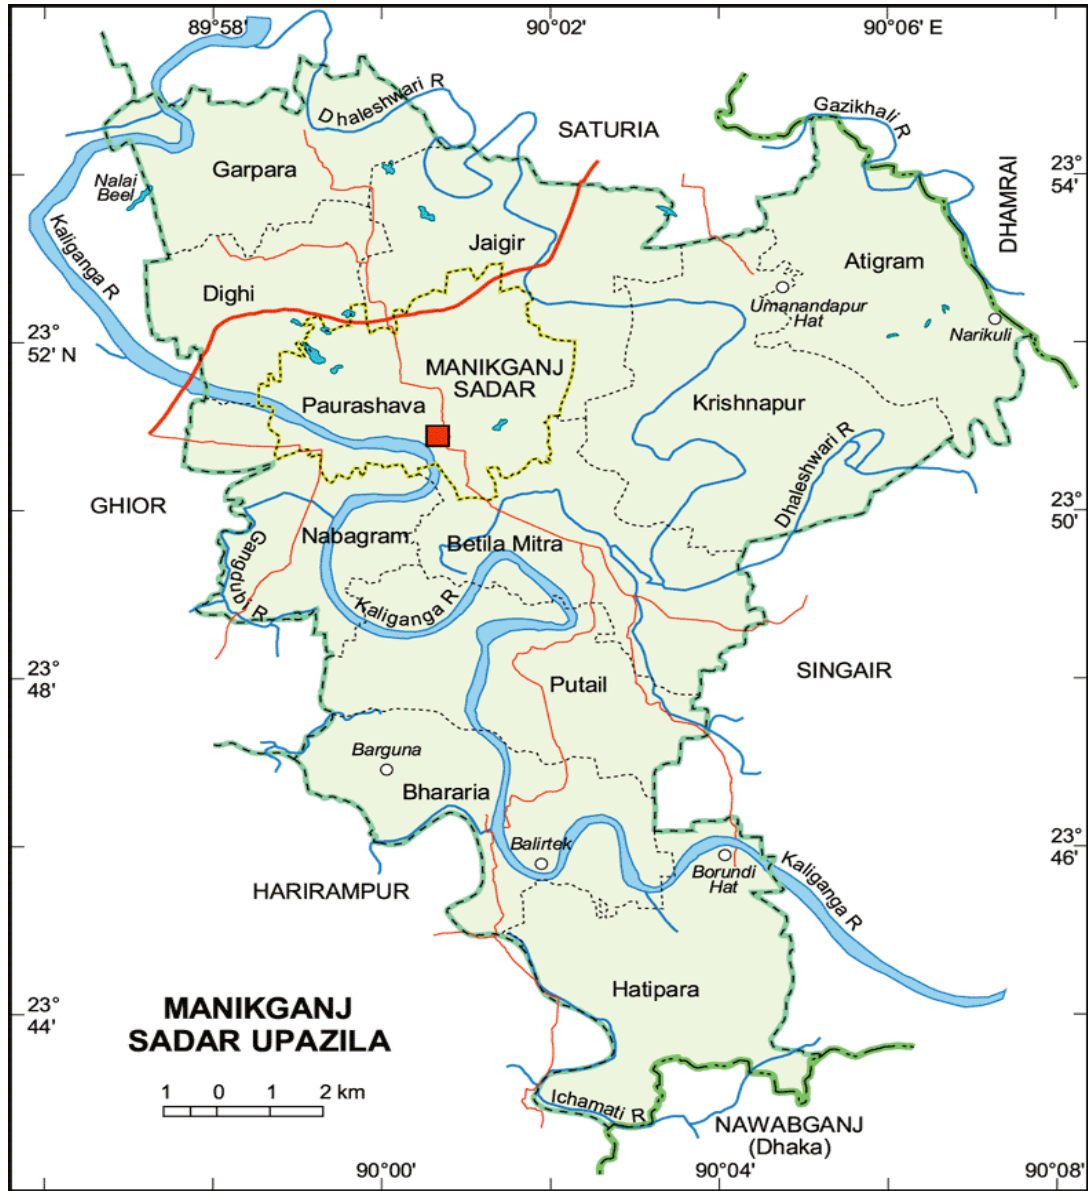 89°58'
90°02'
90°06' E
Dhaleshwari R
Gazikhali R
SATURIA
Garpara
23°
54'
Nalai
Beel
DHAMRAI
Kaliganga R
Jaigir
Atigram
Dighi
Umanandapur
Hat
Narikuli
23°
52' N
MANIKGANJ
SADAR
Paurashava
Krishnapur
Dhaleshwari R
GHIOR
23°
50'
Nabagram
Betila Mitra
Gangdubi R
Kaliganga R
23°
48'
SINGAIR
Putail
Barguna
Bhararia
Balirtek
23°
46'
Borundi
Hat
Kaliganga R
HARIRAMPUR
Hatipara
23°
44'
MANIKGANJ
SADAR UPAZILA
1 0 1 2 km
Ichamati R
NAWABGANJ
(Dhaka)
90°00'
90°04'
90°08'